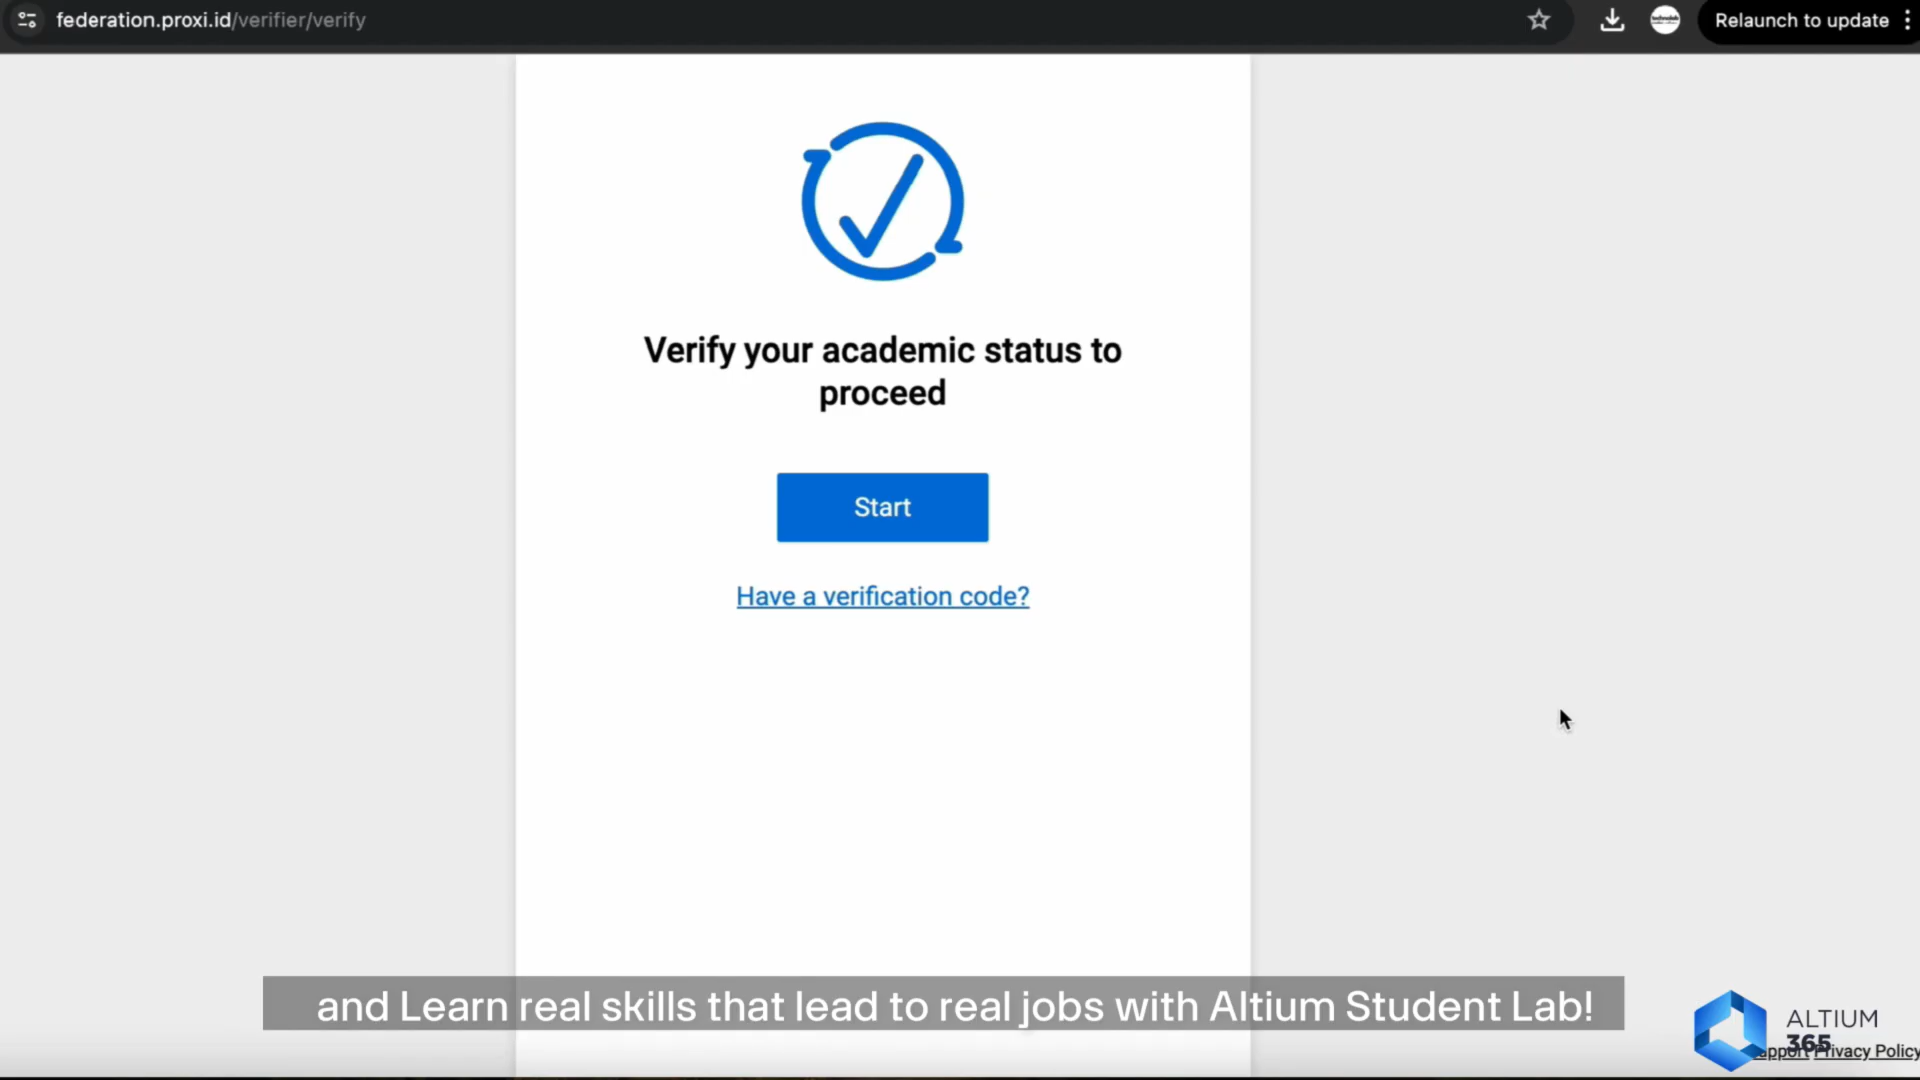 federation.proxi.id/verifier/verify
Relaunch to update
Verify your academic status to
proceed
Start
Have a verification code?
and Learn real skills that lead to real jobs with Altium Student Lab!
ALTIUM
365
Privacy Policy